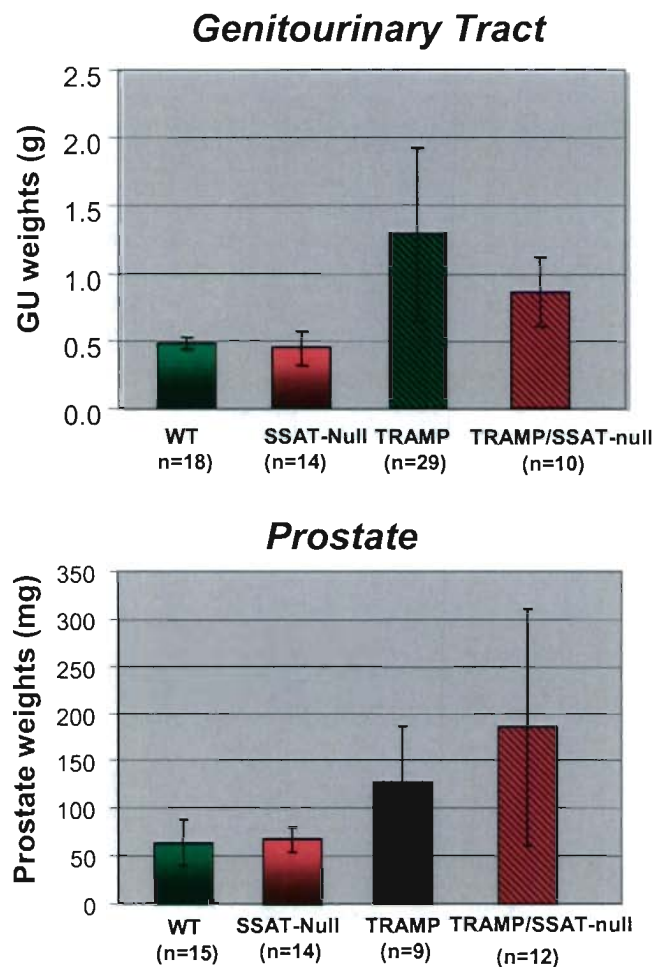 Genitourinary Tract
GU weights (g)
2.5
2.0
1.5
1.0
0.5
0.0
WT SSAT-Null TRAMP TRAMP/SSAT-null
n=18) (n=14) (n=29) (n=10)
Prostate
Prostate weights (mg)
350
300
250
200
150
100
50
0
WT SSAT-Null TRAMP TRAMP/SSAT-null
(n=15) (n=14) (n=9) (n=12)